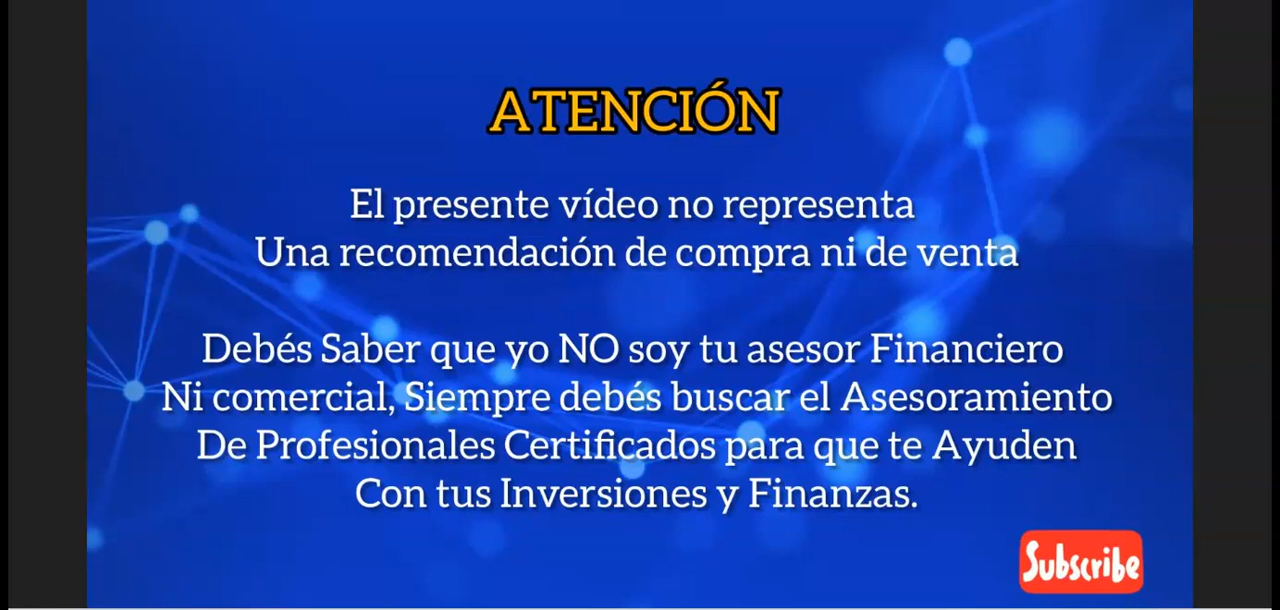 ATENCIÓN
El presente vídeo no representa
Una recomendación de compra ni de venta
Debés Saber que yo NO soy tu asesor Financiero
Ni comercial, Siempre debés buscar el Asesoramiento
De Profesionales Certificados para que te Ayuden
Con tus Inversiones y Finanzas.
Subscribe